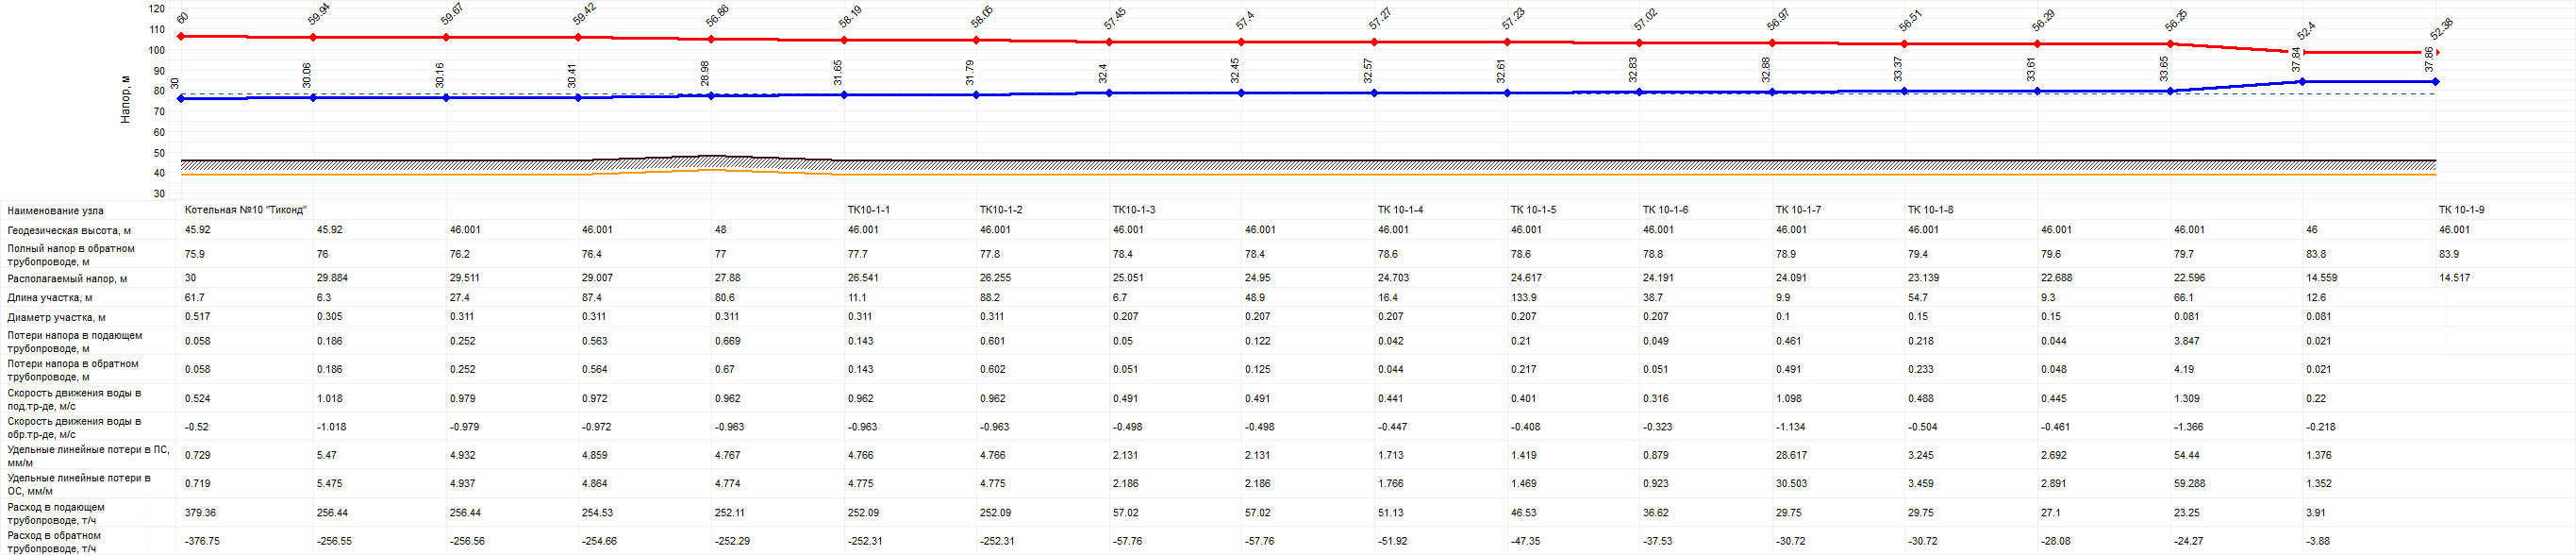 120
110
100
90
80
70
60
50
40
30
Напор, м
60 59.94 59.67 59.42 56.86 58.19 58.05 57.45 57.4 57.27 57.23 57.02 56.97 56.51 56.29 56.25 52.4 52.38
30 30.06 30.16 30.41 28.98 31.65 31.79 32.4 32.45 32.57 32.61 32.83 32.88 33.37 33.61 33.65 37.84 37.86
Наименование узла Котельная №10 "Тиконд" ТК10-1-1 ТК10-1-2 ТК10-1-3 ТК 10-1-4 ТК 10-1-5 ТК 10-1-6 ТК 10-1-7 ТК 10-1-8 ТК 10-1-9
Геодезическая высота, м 45.92 45.92 46.001 46.001 48 46.001 46.001 46.001 46.001 46.001 46.001 46.001 46.001 46.001 46.001 46.001 46 46.001
Полный напор в обратном
трубопроводе, м 75.9 76 76.2 76.4 77 77.7 77.8 78.4 78.4 78.6 78.6 78.8 78.9 79.4 79.6 79.7 83.8 83.9
Располагаемый напор, м 30 29.884 29.511 29.007 27.88 26.541 26.255 25.051 24.95 24.703 24.617 24.191 24.091 23.139 22.688 22.596 14.559 14.517
Длина участка, м 61.7 6.3 27.4 87.4 80.6 11.1 88.2 6.7 48.9 16.4 133.9 38.7 9.9 54.7 9.3 66.1 12.6
Диаметр участка, м 0.517 0.305 0.311 0.311 0.311 0.311 0.311 0.207 0.207 0.207 0.207 0.207 0.1 0.15 0.15 0.081 0.081
Потери напора в подающем
трубопроводе, м 0.058 0.186 0.252 0.563 0.669 0.143 0.601 0.05 0.122 0.042 0.21 0.049 0.461 0.218 0.044 3.847 0.021
Потери напора в обратном
трубопроводе, м 0.058 0.186 0.252 0.564 0.67 0.143 0.602 0.051 0.125 0.044 0.217 0.051 0.491 0.233 0.048 4.19 0.021
Скорость движения воды в
под.тр-де, м/с 0.524 1.018 0.979 0.972 0.962 0.962 0.962 0.491 0.491 0.441 0.401 0.316 1.098 0.488 0.445 1.309 0.22
Скорость движения воды в
обр.тр-де, м/с -0.52 -1.018 -0.979 -0.972 -0.963 -0.963 -0.963 -0.498 -0.498 -0.447 -0.408 -0.323 -1.134 -0.504 -0.461 -1.366 -0.218
Удельные линейные потери в ПС,
мм/м 0.729 5.47 4.932 4.859 4.767 4.766 4.766 2.131 2.131 1.713 1.419 0.879 28.617 3.245 2.692 54.44 1.376
Удельные линейные потери в
ОС, мм/м 0.719 5.475 4.937 4.864 4.774 4.775 4.775 2.186 2.186 1.766 1.469 0.923 30.503 3.459 2.891 59.288 1.352
Расход в подающем
трубопроводе, т/ч 379.36 256.44 256.44 254.53 252.11 252.09 252.09 57.02 57.02 51.13 46.53 36.62 29.75 29.75 27.1 23.25 3.91
Расход в обратном
трубопроводе, т/ч -376.75 -256.55 -256.56 -254.66 -252.29 -252.31 -252.31 -57.76 -57.76 -51.92 -47.35 -37.53 -30.72 -30.72 -28.08 -24.27 -3.88